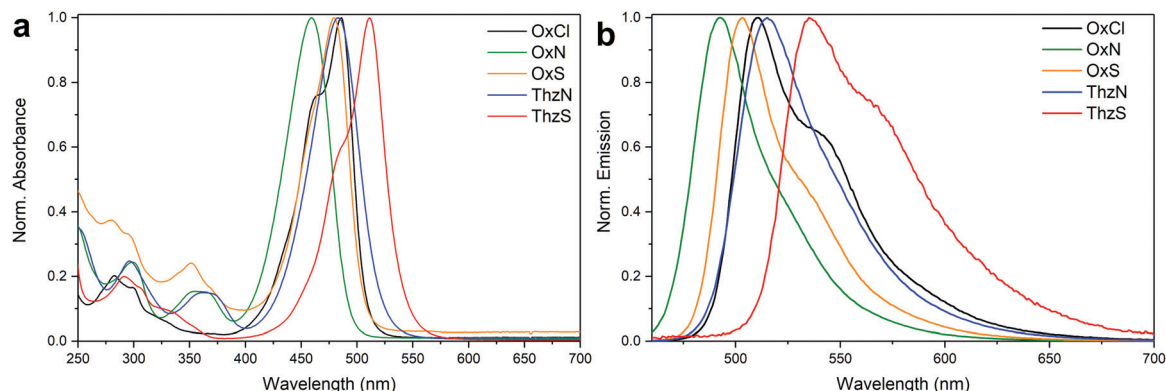 a
1.0
0.8
0.6
0.4
0.2
0.0
Norm. Absorbance
OxCl
OxN
OxS
ThzN
ThzS
250 300 350 400 450 500 550 600 650 700
Wavelength (nm)
b
1.0
0.8
0.6
0.4
0.2
0.0
Norm. Emission
OxCl
OxN
OxS
ThzN
ThzS
500 550 600 650 700
Wavelength (nm)